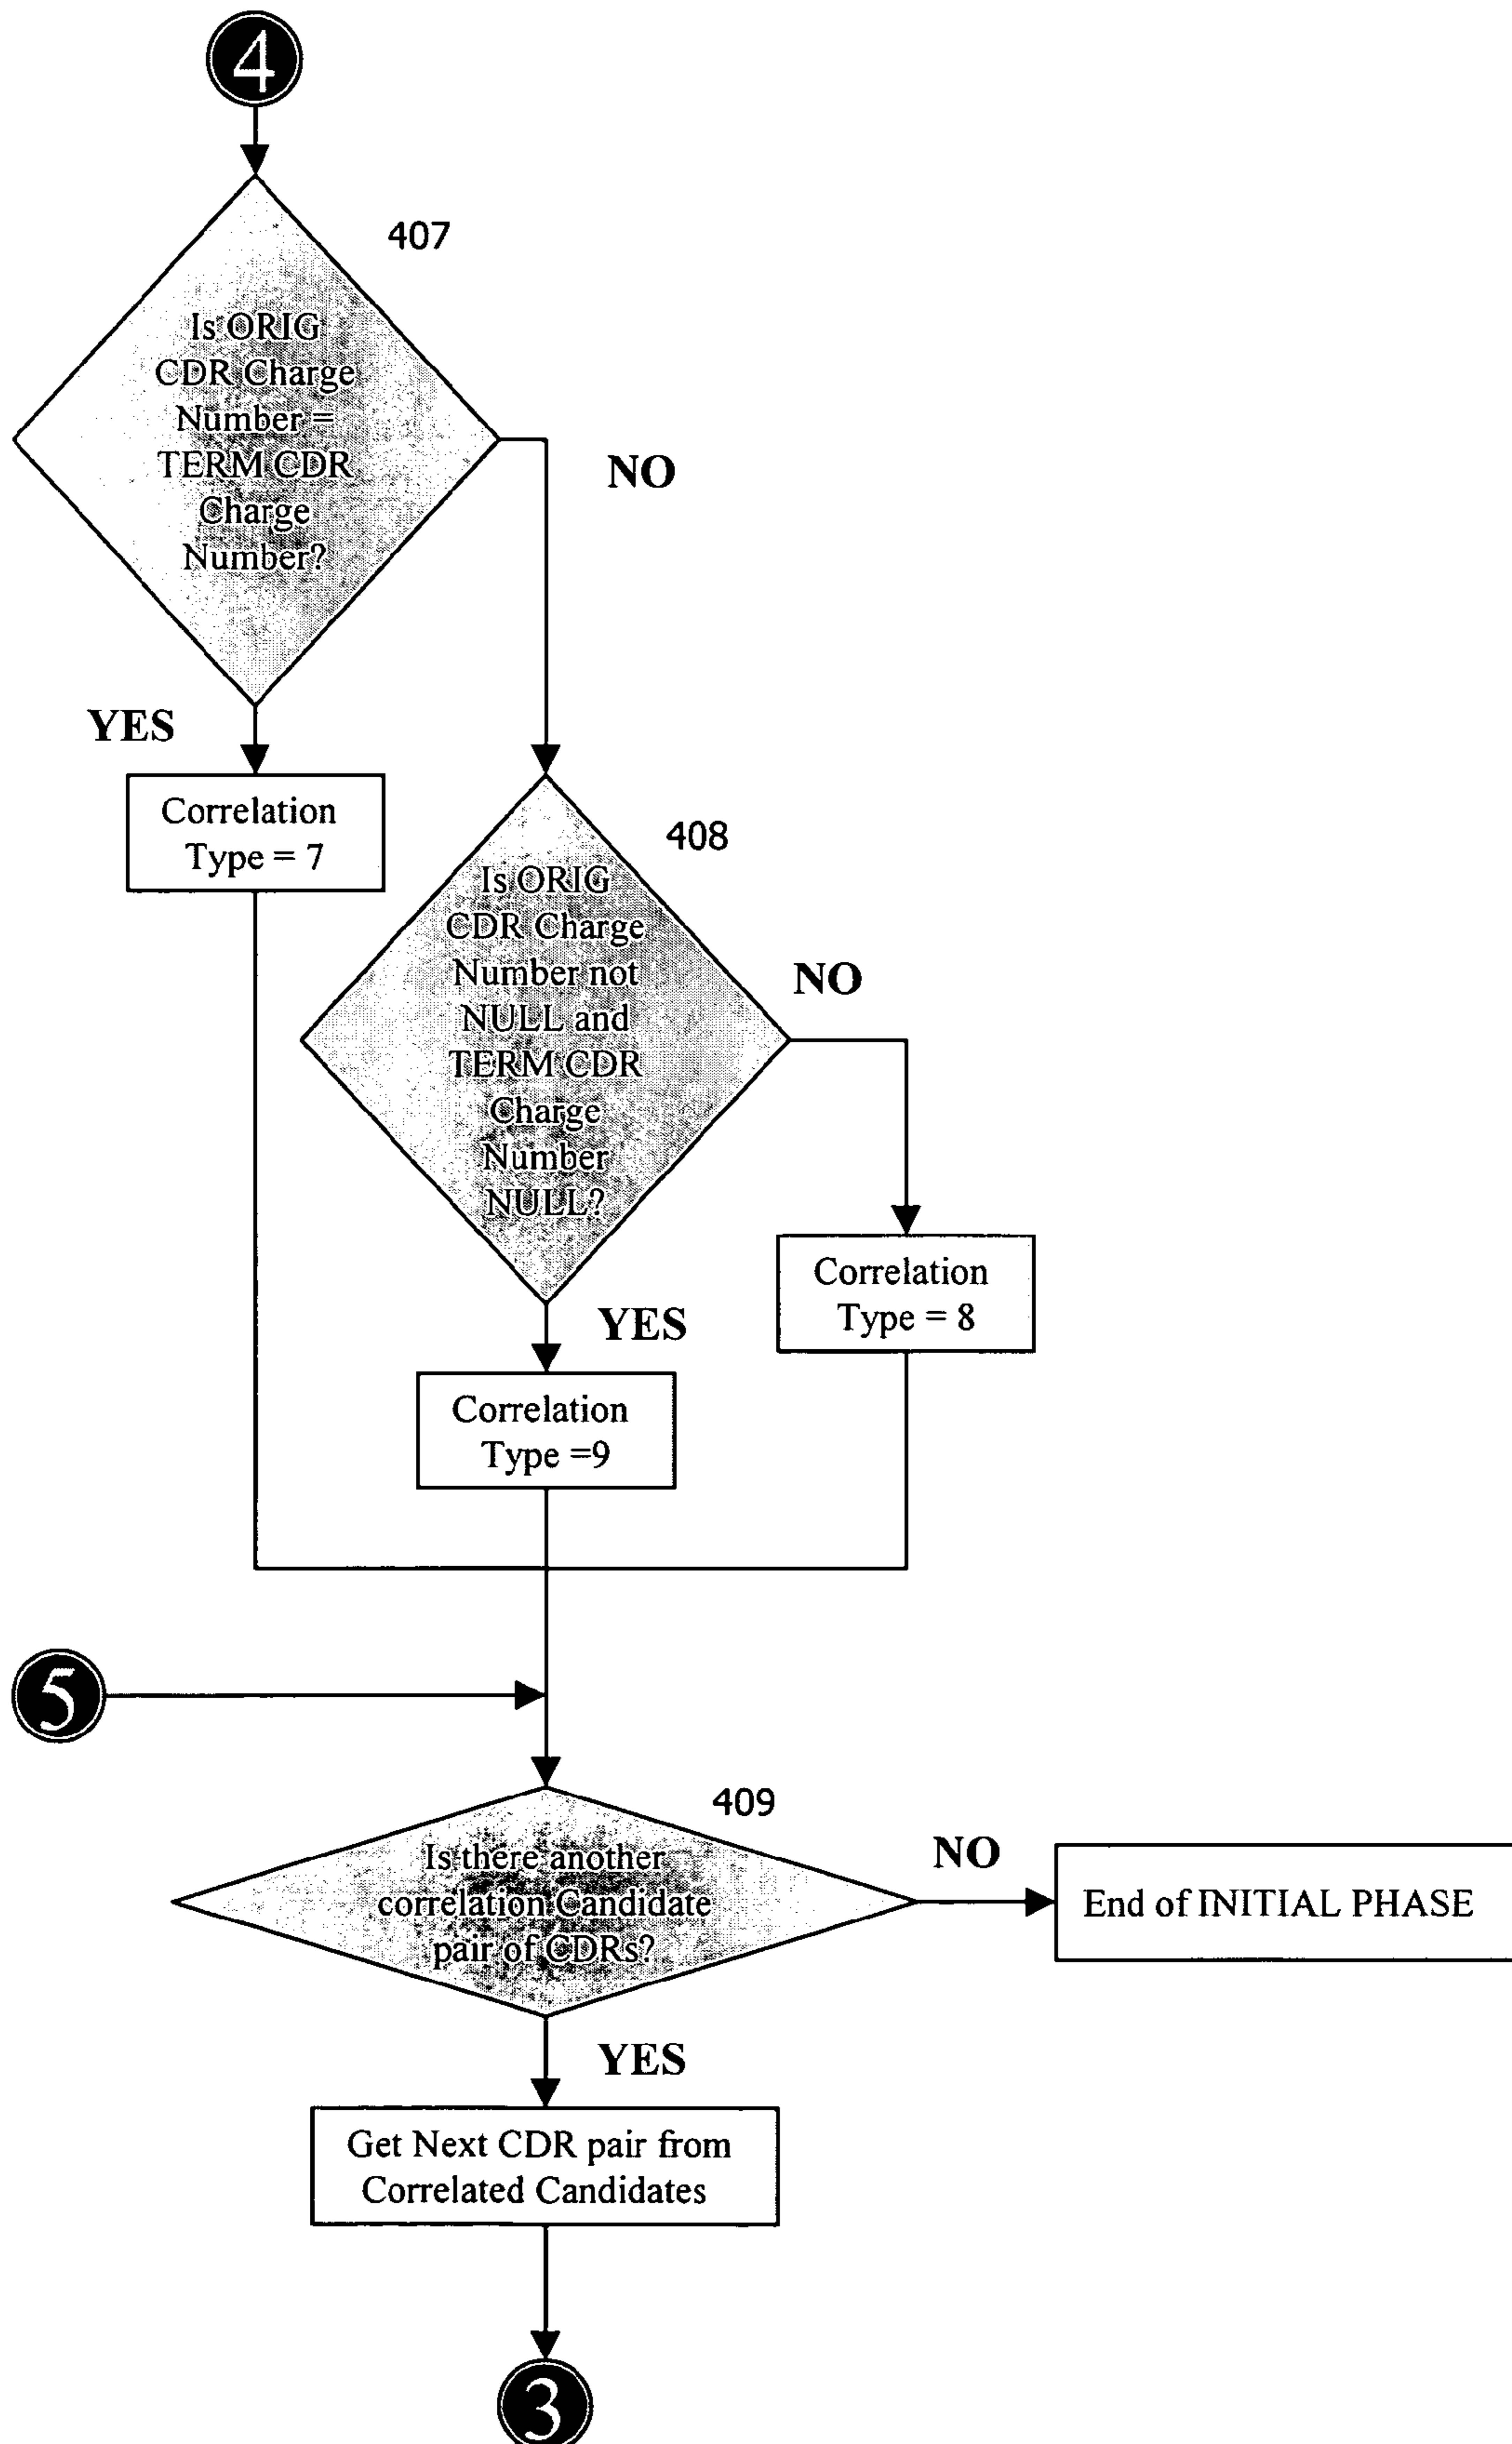 4
407
Is ORIG
CDR Charge
Number =
TERM CDR
Charge
Number?
NO
YES
Correlation
Type = 7
408
Is ORIG
CDR Charge
Number not
NULL and
TERM CDR
Charge
Number
NULL?
NO
Correlation
Type = 8
YES
Correlation
Type =9
5
409
Is there another
correlation Candidate
pair of CDRs?
NO
End of INITIAL PHASE
YES
Get Next CDR pair from
Correlated Candidates
3